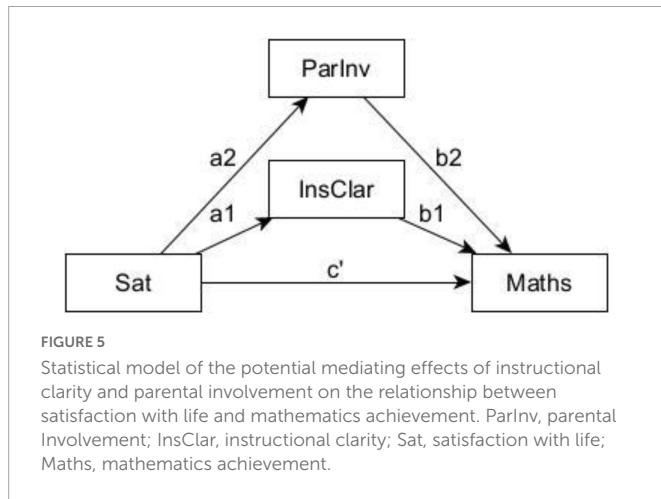 ParInv
a2
b2
InsClar
a1
b1
Sat
c'
Maths
FIGURE 5
Statistical model of the potential mediating effects of instructional
clarity and parental involvement on the relationship between
satisfaction with life and mathematics achievement. ParInv, parental
Involvement; InsClar, instructional clarity; Sat, satisfaction with life;
Maths, mathematics achievement.